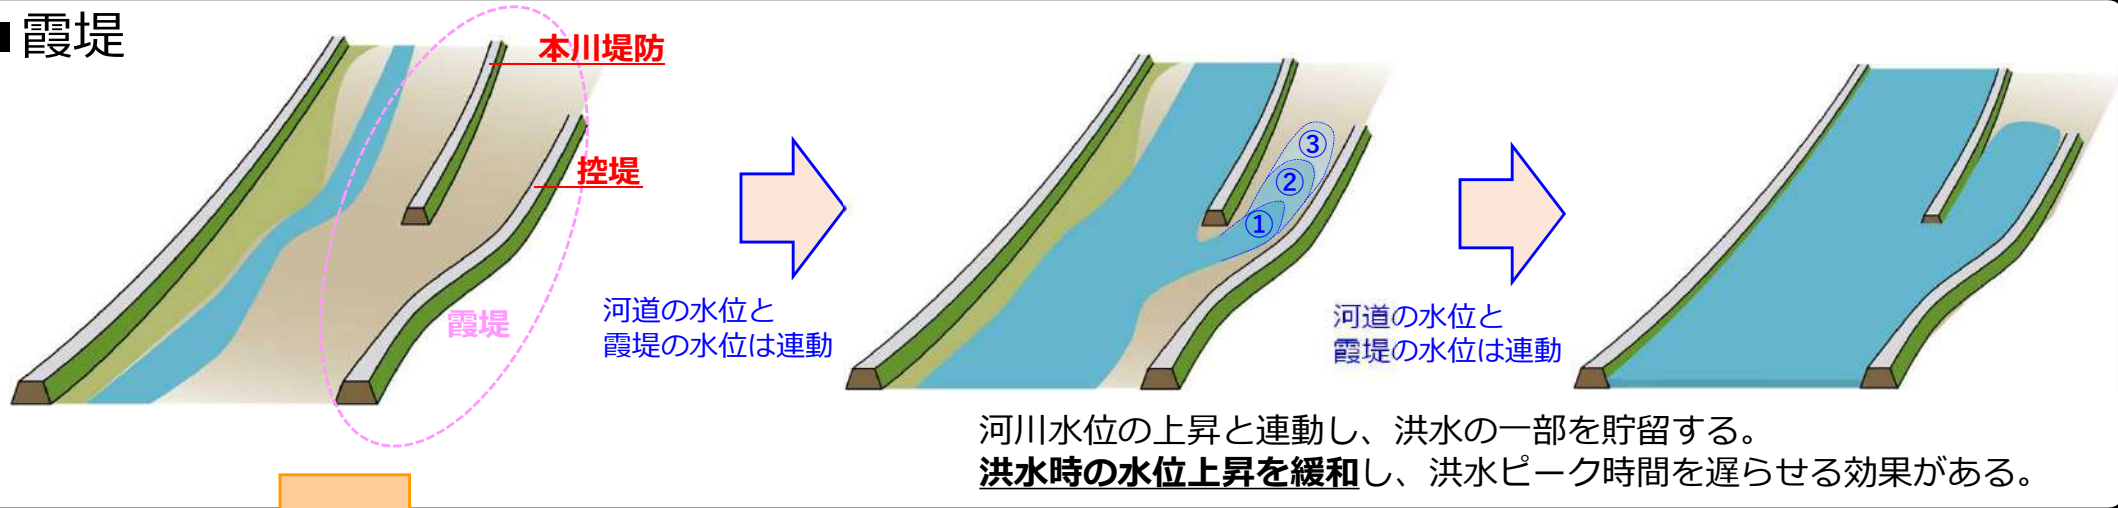 ■霞堤
本川堤防
控堤
霞堤
河道の水位と
霞堤の水位は連動
①
②
③
河道の水位と
霞堤の水位は連動
河川水位の上昇と連動し、洪水の一部を貯留する。
洪水時の水位上昇を緩和し、洪水ピーク時間を遅らせる効果がある。